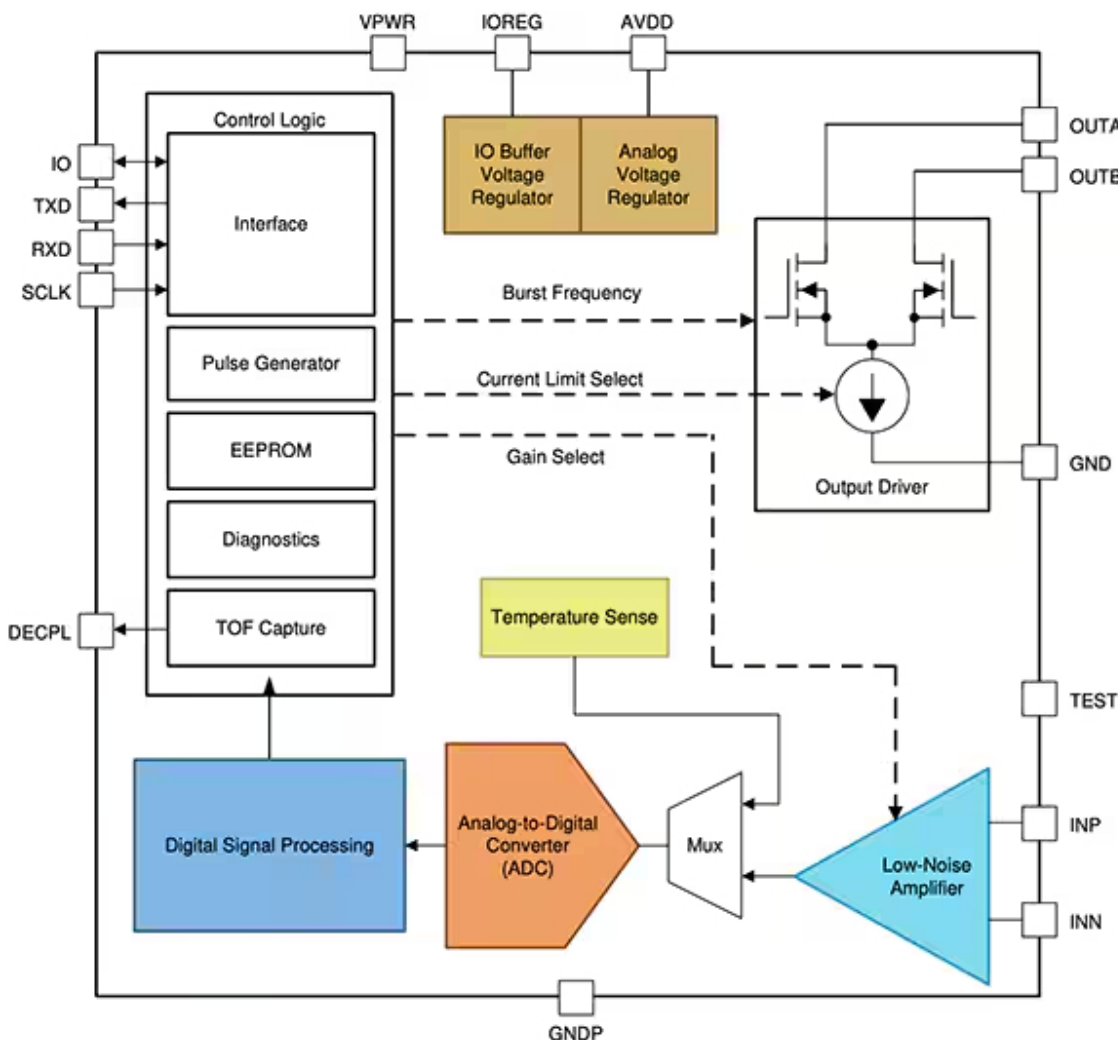 VPWR
IOREG
AVDD
Control Logic
IO
TXD
RXD
SCLK
Interface
IO Buffer
Voltage
Regulator
Analog
Voltage
Regulator
OUTA
OUTB
Burst Frequency
Pulse Generator
Current Limit Select
EEPROM
Gain Select
GND
Output Driver
Diagnostics
TOF Capture
DECPL
Temperature Sense
TEST
Digital Signal Processing
Analog-to-Digital
Converter
(ADC)
Mux
Low-Noise
Amplifier
INP
INN
GNDP